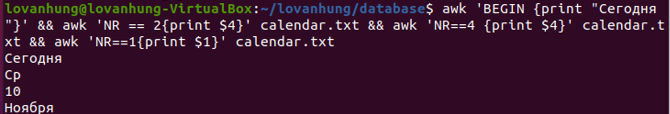 lovanhung@lovanhung-VirtualBox:~/lovanhung/database$ awk 'BEGIN {print "Сегодня
"}' && awk 'NR == 2{print $4}' calendar.txt && awk 'NR==4 {print $4}' calendar.t
xt && awk 'NR==1{print $1}' calendar.txt
Сегодня
Ср
10
Ноября